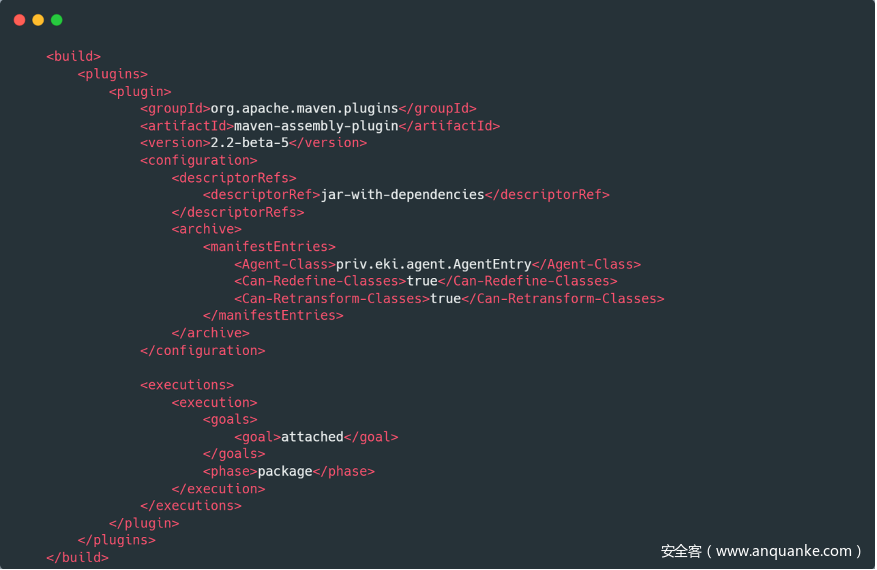 <build>
<plugins>
<plugin>
<groupId>org.apache.maven.plugins</groupId>
<artifactId>maven-assembly-plugin</artifactId>
<version>2.2-beta-5</version>
<configuration>
<descriptorRefs>
<descriptorRef>jar-with-dependencies</descriptorRef>
</descriptorRefs>
<archive>
<manifestEntries>
<Agent-Class>priv.eki.agent.AgentEntry</Agent-Class>
<Can-Redefine-Classes>true</Can-Redefine-Classes>
<Can-Retransform-Classes>true</Can-Retransform-Classes>
</manifestEntries>
</archive>
</configuration>
<executions>
<execution>
<goals>
<goal>attached</goal>
</goals>
<phase>package</phase>
</execution>
</executions>
</plugin>
</plugins>
</build>
安全客（www.anquanke.com）